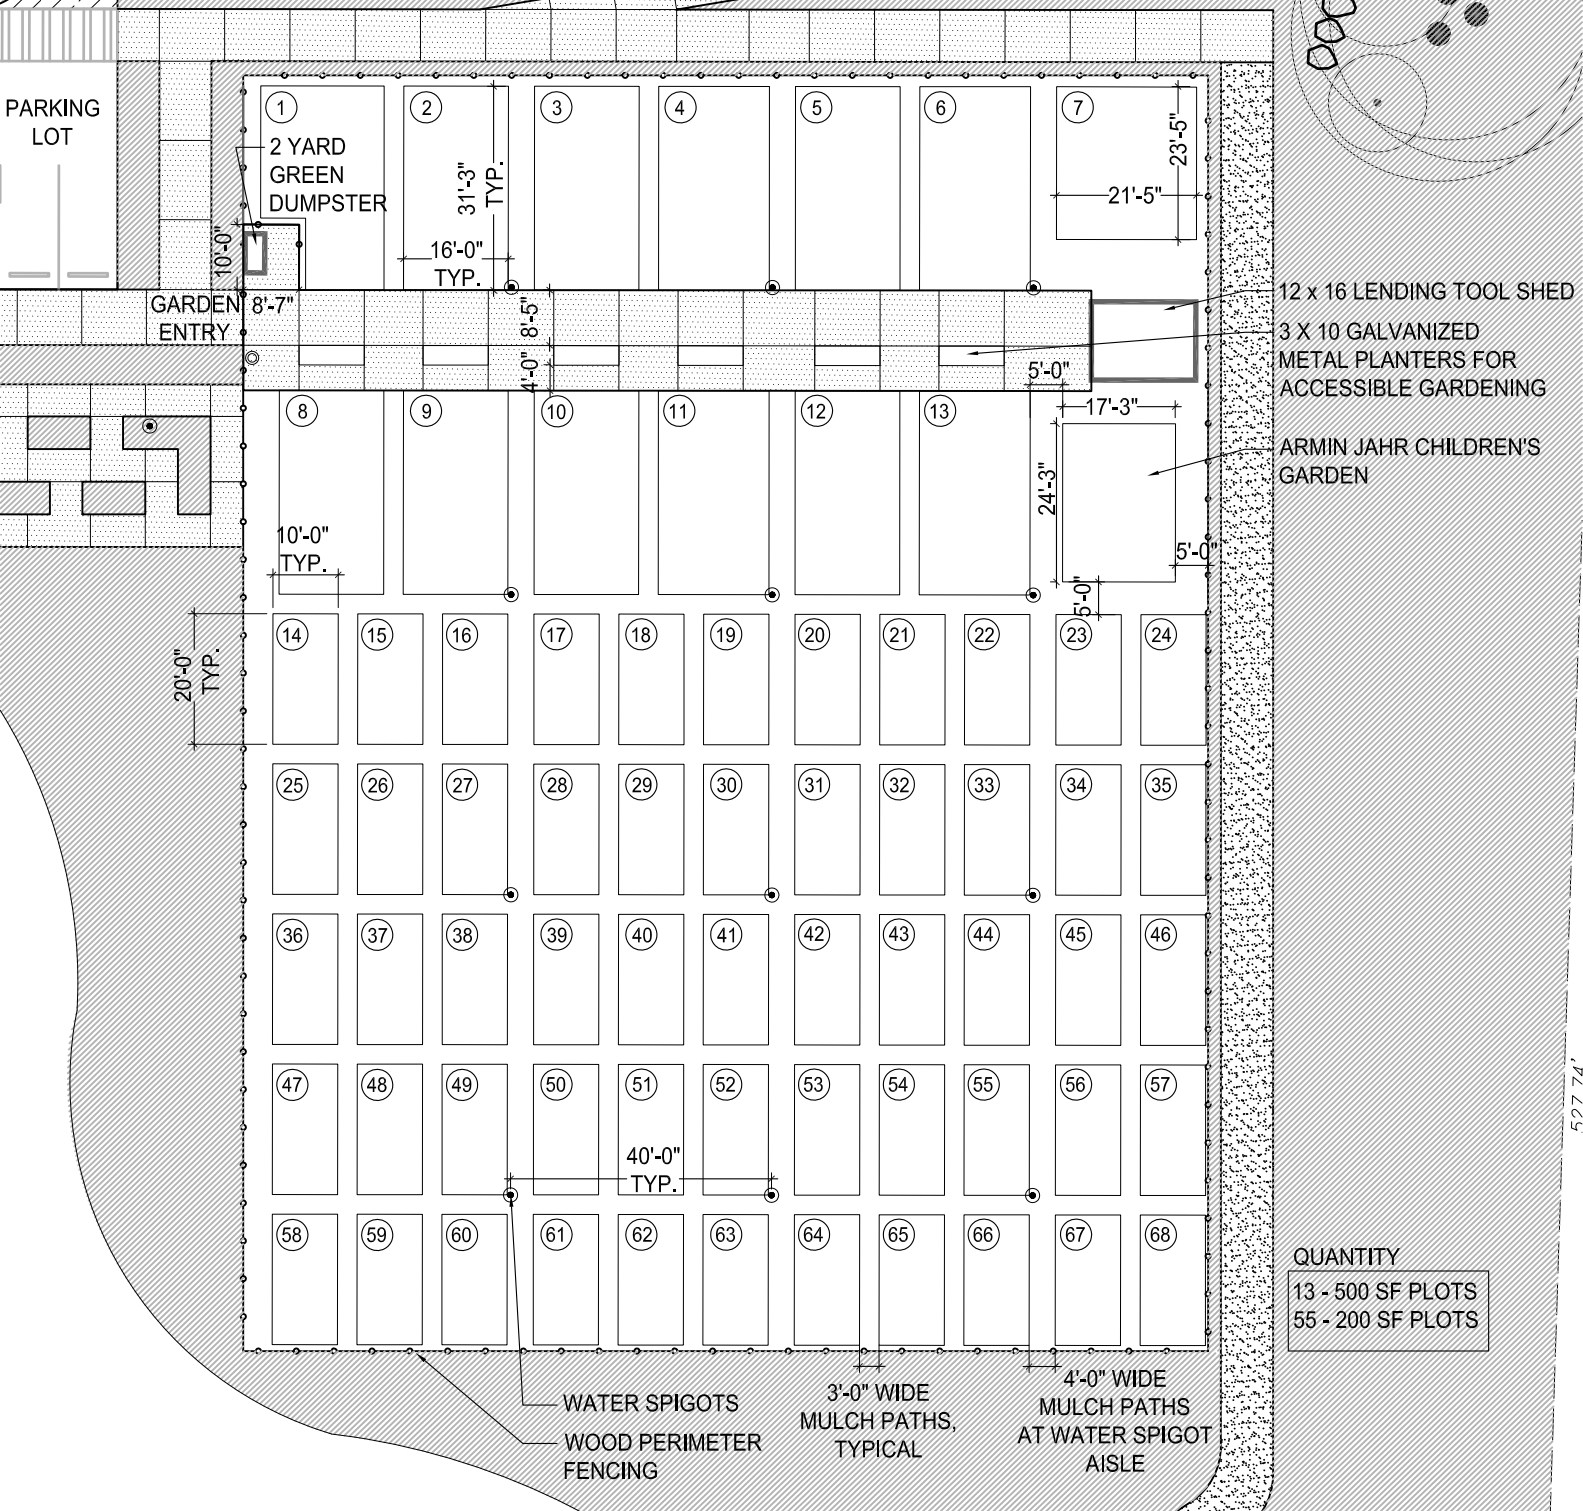 PARKING
LOT
1
2
3
4
5
6
7
2 YARD
GREEN
DUMPSTER
31'-3"
TYP.
16'-0"
TYP.
23'-5"
21'-5"
10'-0"
GARDEN
ENTRY
8'-7"
8'-5"
4'-0"
12 x 16 LENDING TOOL SHED
3 X 10 GALVANIZED
METAL PLANTERS FOR
ACCESSIBLE GARDENING
5'-0"
17'-3"
8
9
10
11
12
13
ARMIN JAHR CHILDREN'S
GARDEN
24'-3"
10'-0"
TYP.
5'-0"
5'-0"
20'-0"
TYP.
14
15
16
17
18
19
20
21
22
23
24
25
26
27
28
29
30
31
32
33
34
35
36
37
38
39
40
41
42
43
44
45
46
47
48
49
50
51
52
53
54
55
56
57
527.74'
40'-0"
TYP.
58
59
60
61
62
63
64
65
66
67
68
QUANTITY
13 - 500 SF PLOTS
55 - 200 SF PLOTS
WATER SPIGOTS
WOOD PERIMETER
FENCING
3'-0" WIDE
MULCH PATHS,
TYPICAL
4'-0" WIDE
MULCH PATHS
AT WATER SPIGOT
AISLE